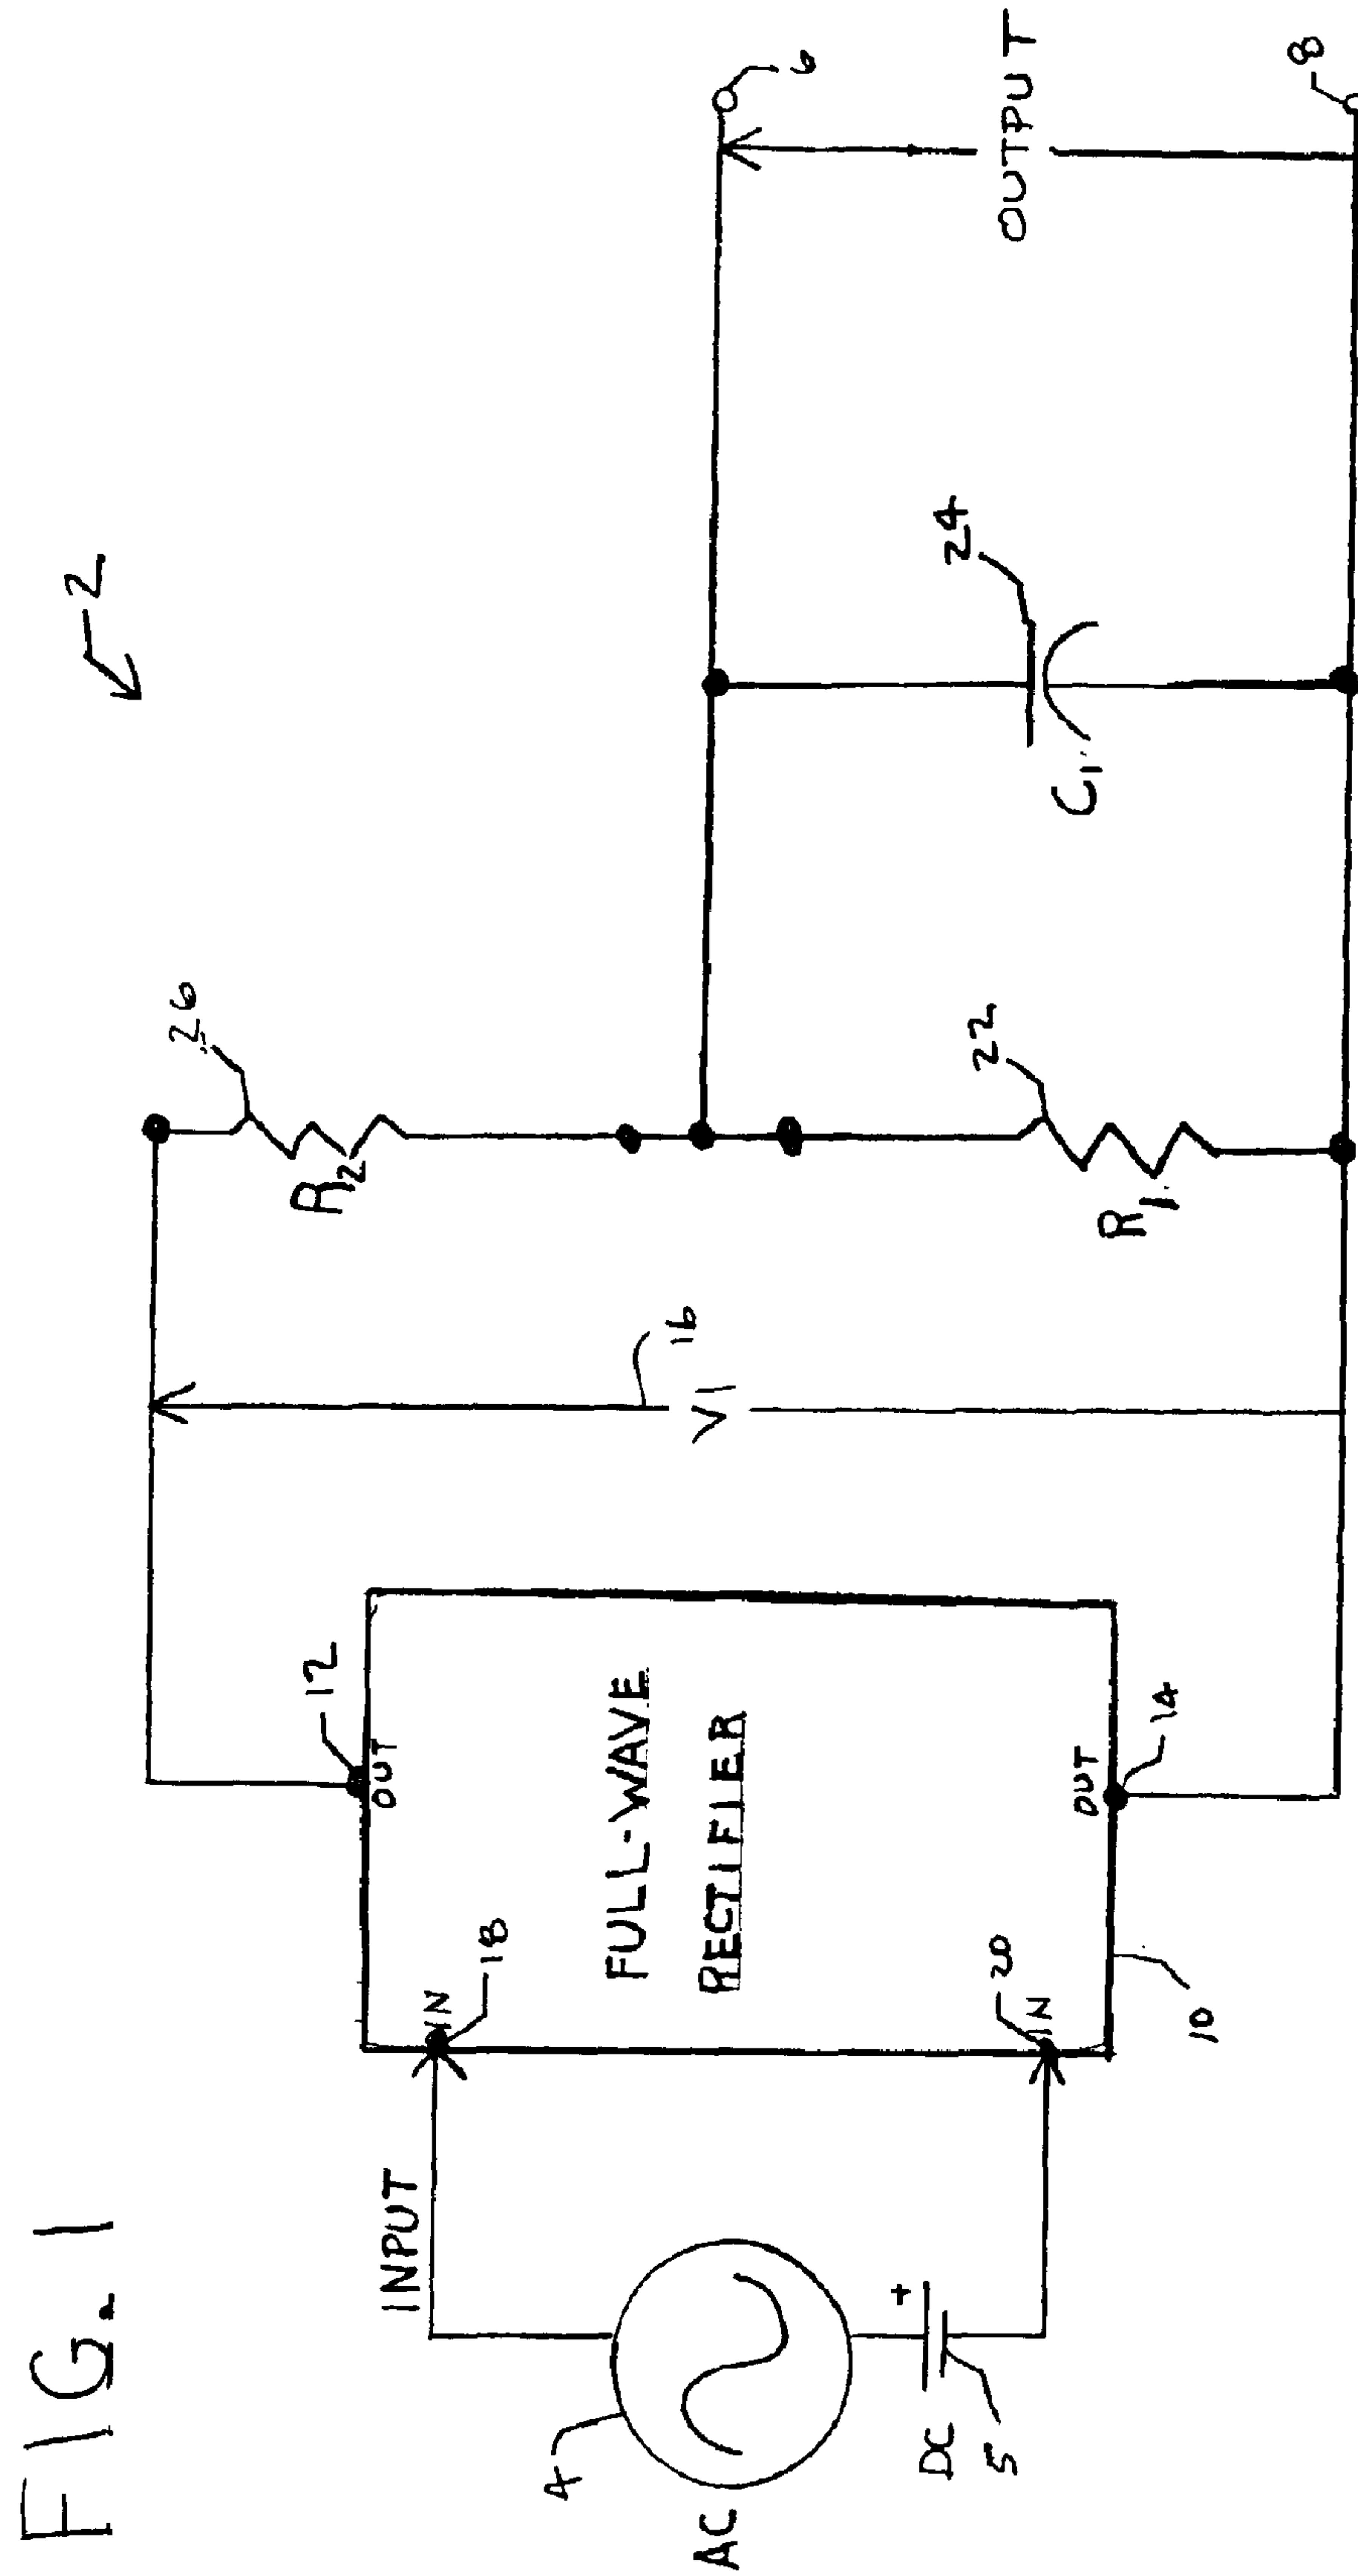 FIG. 1
2
INPUT
4
AC
DC
+
5
IN
18
IN
20
FULL-WAVE
RECTIFIER
10
12
OUT
OUT
14
V1
16
26
R2
22
R1
24
C1
6
OUTPUT
8